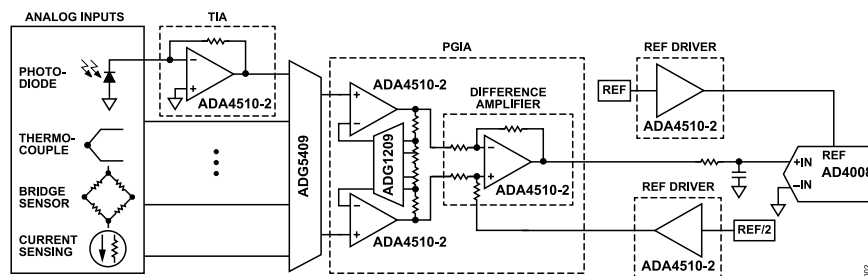 ANALOG INPUTS
TIA
PHOTO-
DIODE
THERMO-
COUPLE
BRIDGE
SENSOR
CURRENT
SENSING
ADA4510-2
ADG5409
PGIA
ADA4510-2
ADG1209
ADA4510-2
DIFFERENCE
AMPLIFIER
ADA4510-2
REF DRIVER
REF
ADA4510-2
REF DRIVER
REF/2
ADA4510-2
+IN
−IN
REF
AD4008